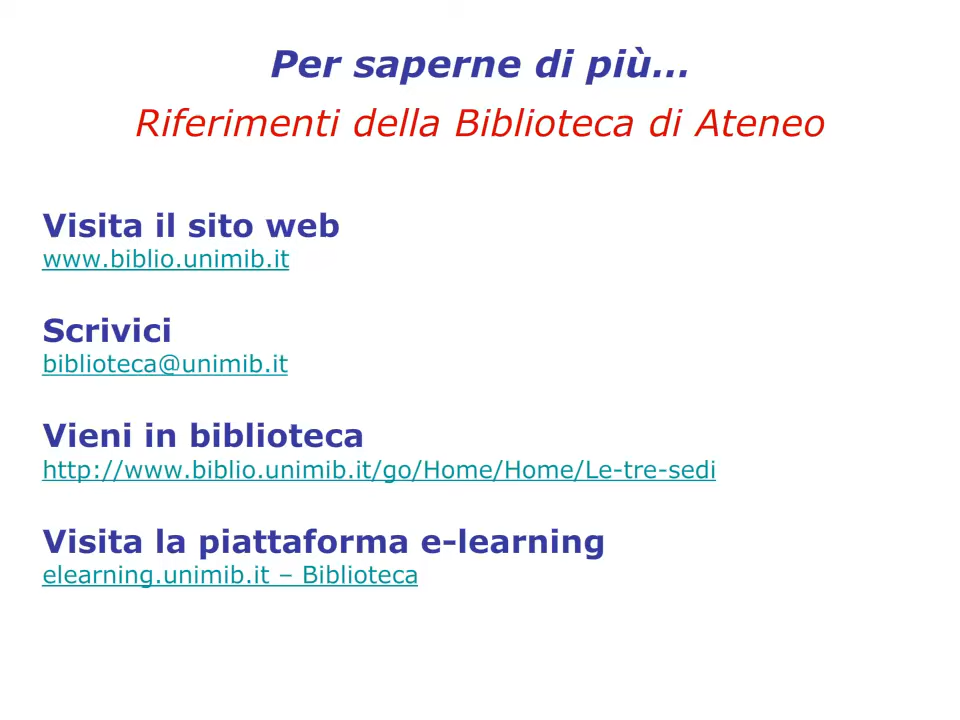 Per saperne di più…
Riferimenti della Biblioteca di Ateneo
Visita il sito web
www.biblio.unimib.it
Scrivici
biblioteca@unimib.it
Vieni in biblioteca
http://www.biblio.unimib.it/go/Home/Home/Le-tre-sedi
Visita la piattaforma e-learning
elearning.unimib.it – Biblioteca